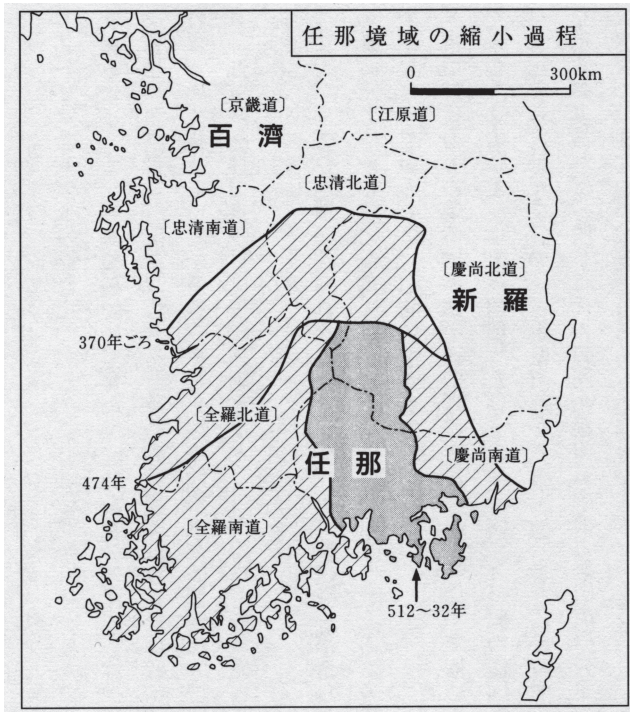 任那境域の縮小過程
0 300km
〔京畿道〕
〔江原道〕
百済
〔忠清北道〕
〔忠清南道〕
〔慶尚北道〕
新羅
370年ごろ
〔全羅北道〕
任那
〔慶尚南道〕
474年
〔全羅南道〕
512〜32年